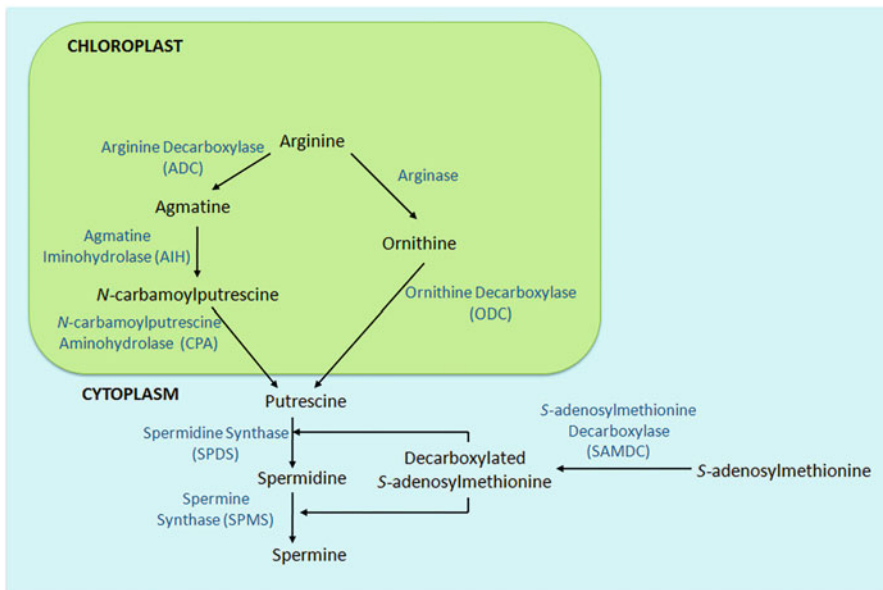 CHLOROPLAST
Arginine
Arginine Decarboxylase
(ADC)
Arginase
Agmatine
Ornithine
Agmatine
Iminohydrolase (AIH)
N-carbamoylputrescine
Ornithine Decarboxylase
(ODC)
N-carbamoylputrescine
Aminohydrolase (CPA)
CYTOPLASM
Putrescine
Spermidine Synthase
(SPDS)
S-adenosylmethionine
Decarboxylase
(SAMDC)
Spermidine
Decarboxylated
S-adenosylmethionine
S-adenosylmethionine
Spermine
Synthase (SPMS)
Spermine